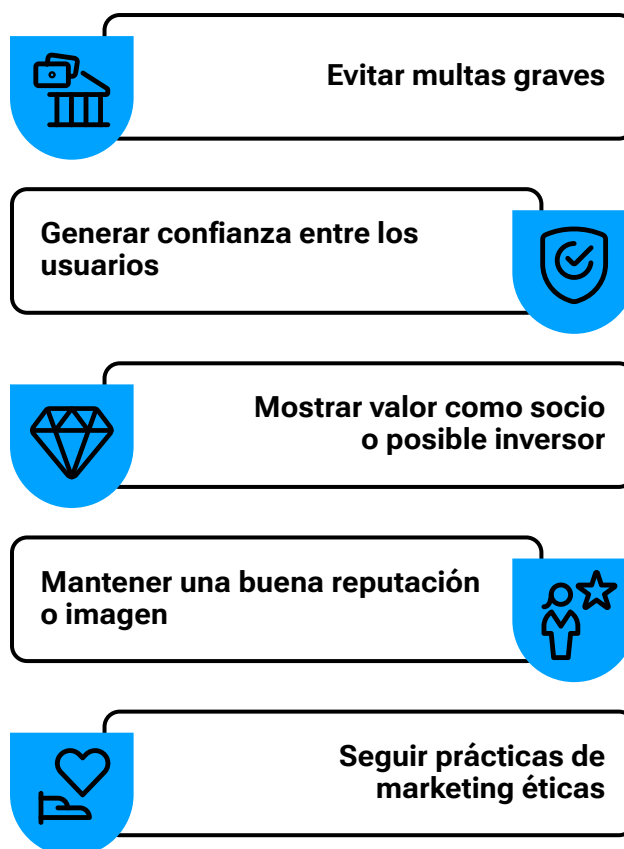 Evitar multas graves
Generar confianza entre los
usuarios
Mostrar valor como socio
o posible inversor
Mantener una buena reputación
o imagen
Seguir prácticas de
marketing éticas